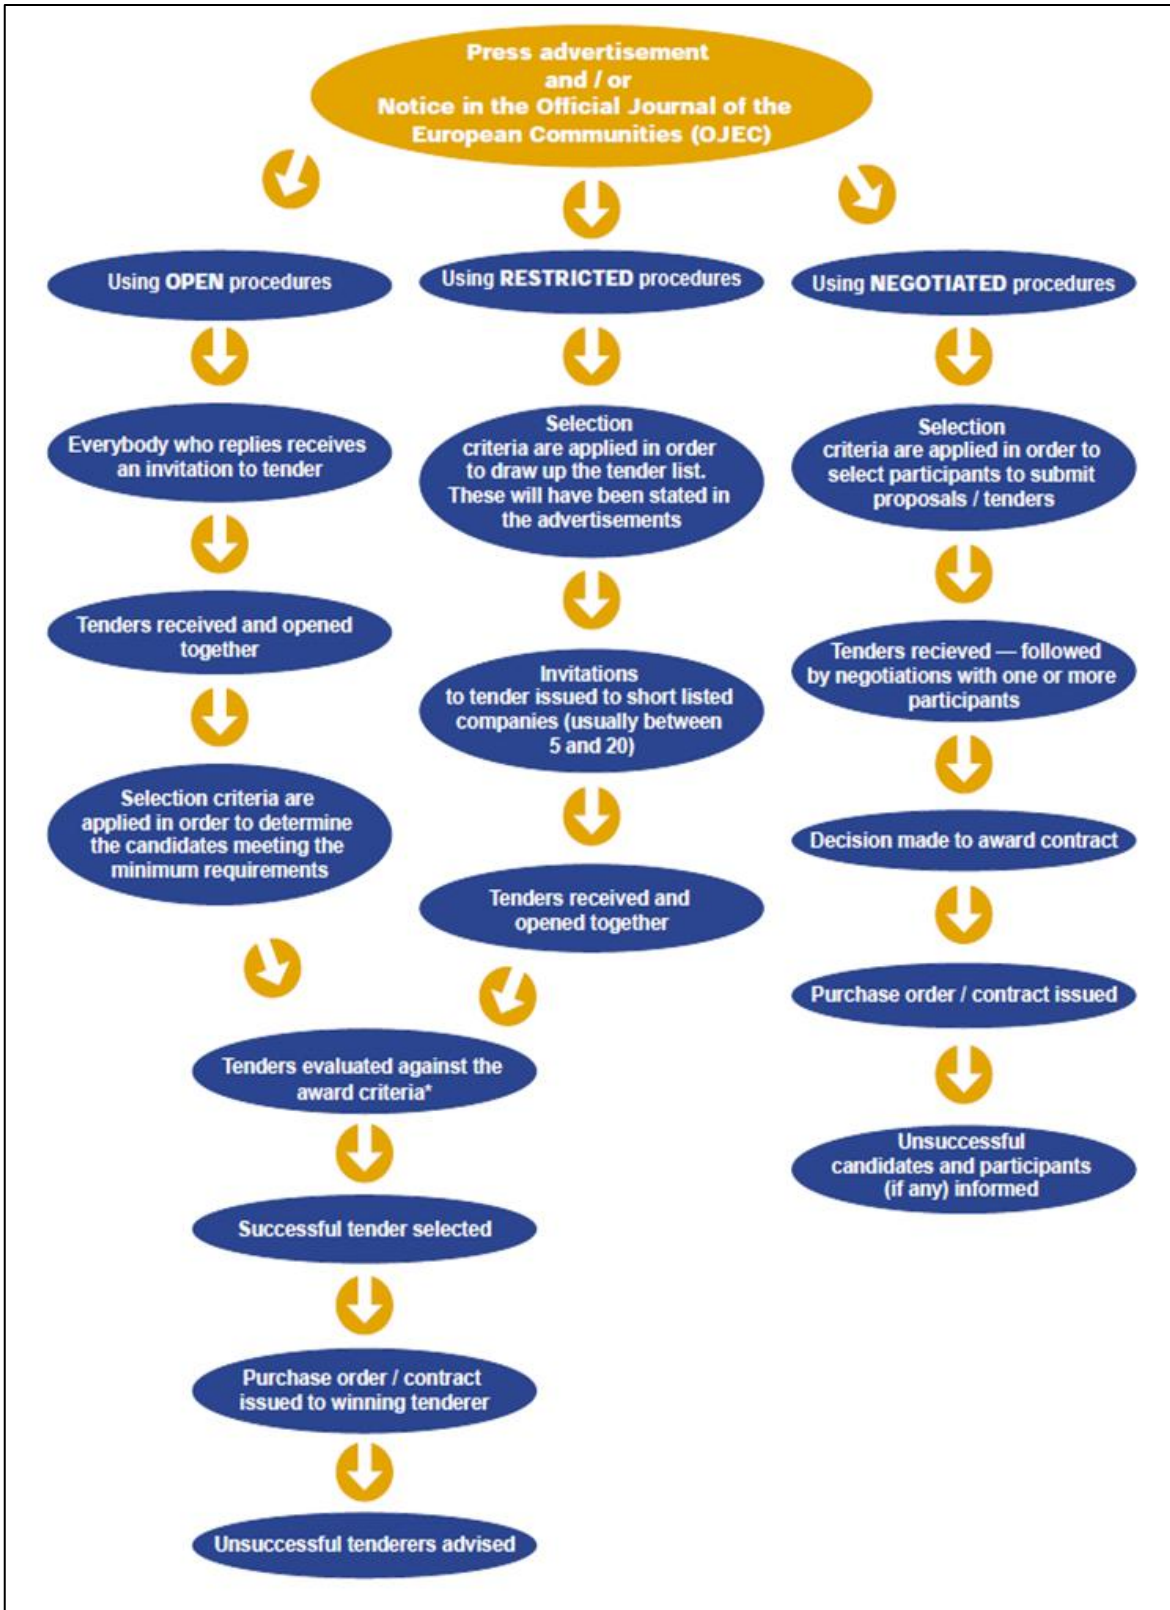 Press advertisement
and / or
Notice in the Official Journal of the
European Communities (OJEC)
Using OPEN procedures
Everybody who replies receives
an invitation to tender
Tenders received and opened
together
Selection criteria are
applied in order to determine
the candidates meeting the
minimum requirements
Using RESTRICTED procedures
Selection
criteria are applied in order
to draw up the tender list.
These will have been stated in
the advertisements
Invitations
to tender issued to short listed
companies (usually between
5 and 20)
Tenders received and
opened together
Tenders evaluated against the
award criteria*
Successful tender selected
Purchase order / contract
issued to winning tenderer
Unsuccessful tenderers advised
Using NEGOTIATED procedures
Selection
criteria are applied in order to
select participants to submit
proposals / tenders
Tenders recieved — followed
by negotiations with one or more
participants
Decision made to award contract
Purchase order / contract issued
Unsuccessful
candidates and participants
(if any) informed